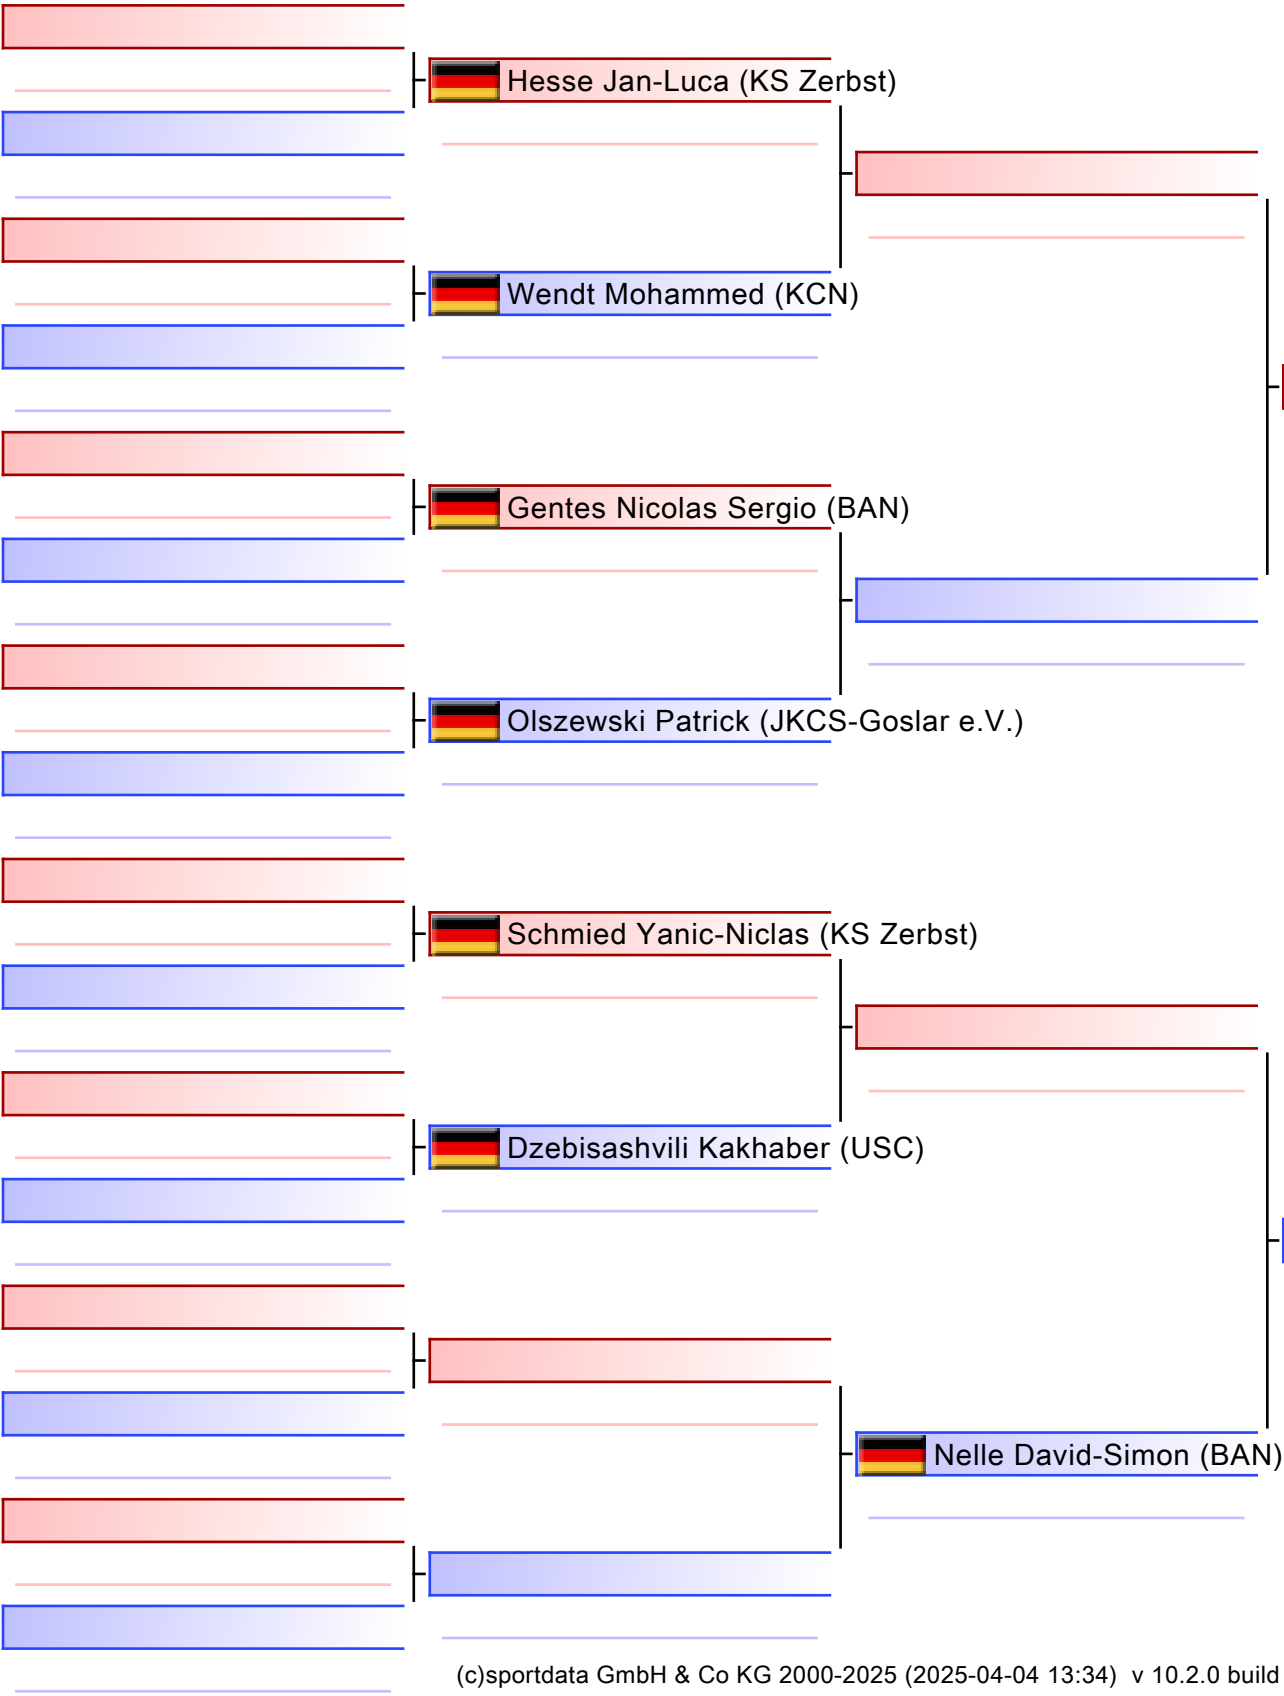 Hesse Jan-Luca (KS Zerbst)
Wendt Mohammed (KCN)
Gentes Nicolas Sergio (BAN)
Olszewski Patrick (JKCS-Goslar e.V.)
Schmied Yanic-Niclas (KS Zerbst)
Dzebisashvili Kakhaber (USC)
Nelle David-Simon (BAN)
(c)sportdata GmbH & Co KG 2000-2025 (2025-04-04 13:34) v 10.2.0 build